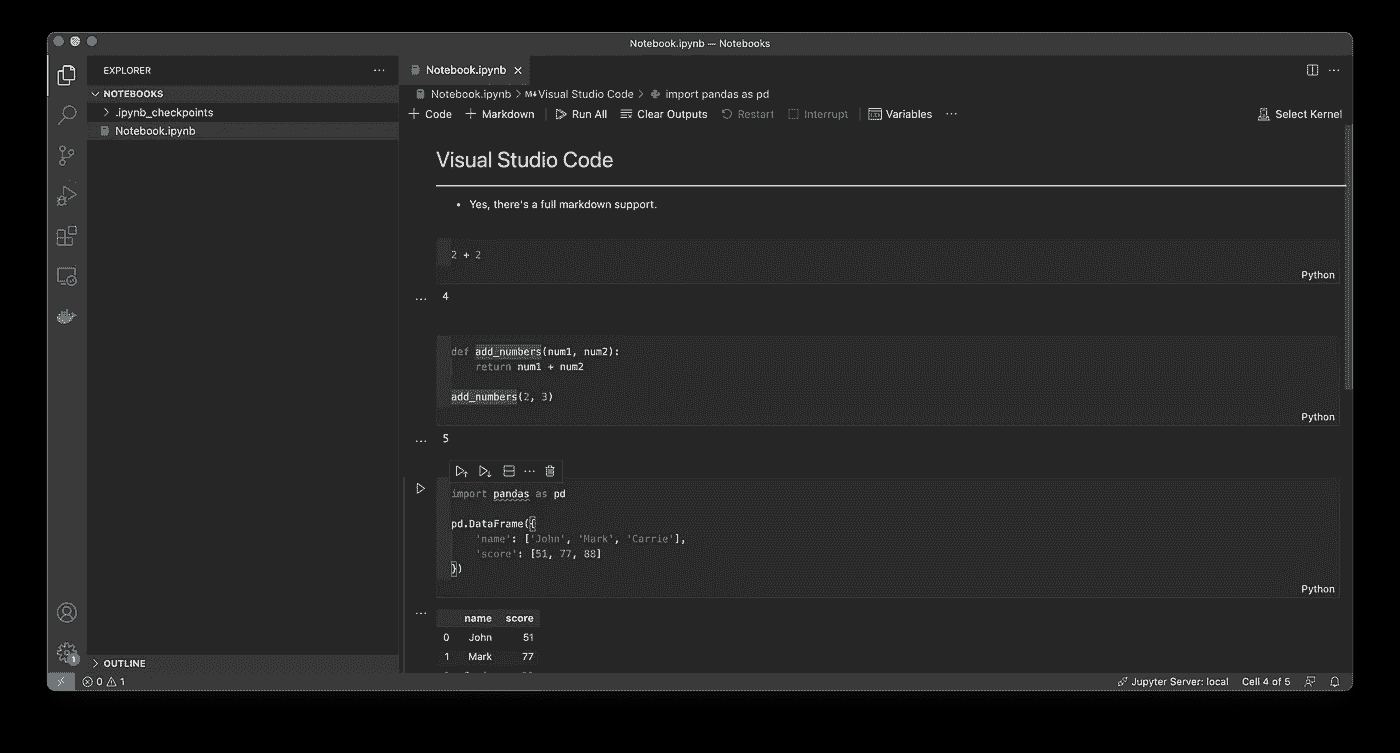 Notebook.ipynb — Notebooks
EXPLORER
NOTEBOOKS
.ipynb_checkpoints
Notebook.ipynb
OUTLINE
Notebook.ipynb
Notebook.ipynb > M↓Visual Studio Code > import pandas as pd
+ Code + Markdown Run All Clear Outputs Restart Interrupt Variables ... Select Kernel
Visual Studio Code
• Yes, there's a full markdown support.
2 + 2
Python
4
def add_numbers(num1, num2):
return num1 + num2
add_numbers(2, 3)
Python
5
import pandas as pd
pd.DataFrame({
'name': ['John', 'Mark', 'Carrie'],
'score': [51, 77, 88]
})
Python
name score
0 John 51
1 Mark 77
0 1
1
Jupyter Server: local Cell 4 of 5